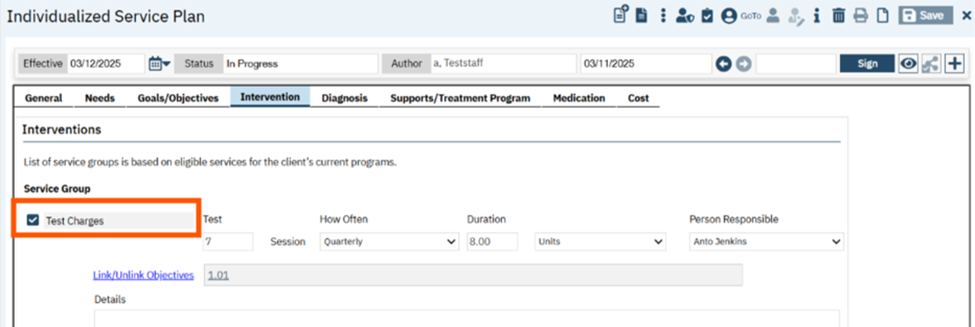 Individualized Service Plan
GoTo
Save
Effective 03/12/2025 Status In Progress Author a, Teststaff 03/11/2025 Sign
General Needs Goals/Objectives Intervention Diagnosis Supports/Treatment Program Medication Cost
Interventions
List of service groups is based on eligible services for the client's current programs.
Service Group
Test Charges Test How Often Duration Person Responsible
7 Session Quarterly 8.00 Units Anto Jenkins
Link/Unlink Objectives 1.01
Details